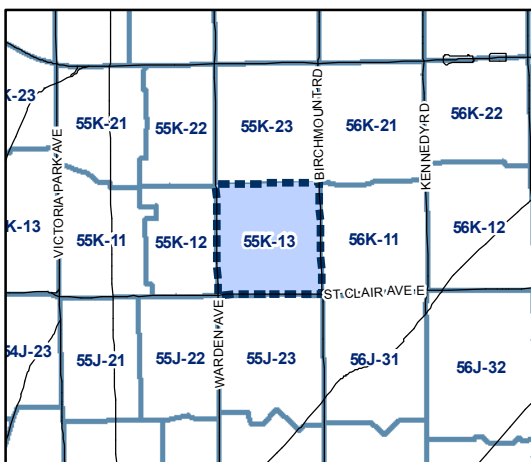 K-23
55K-21
55K-22
55K-23
56K-21
56K-22
BIRCHMOUNT RD
KENNEDY RD
VICTORIA PARK AVE
K-13
55K-11
55K-12
55K-13
56K-11
56K-12
ST CLAIR AVE E
WARDEN AVE
54J-23
55J-21
55J-22
55J-23
56J-31
56J-32